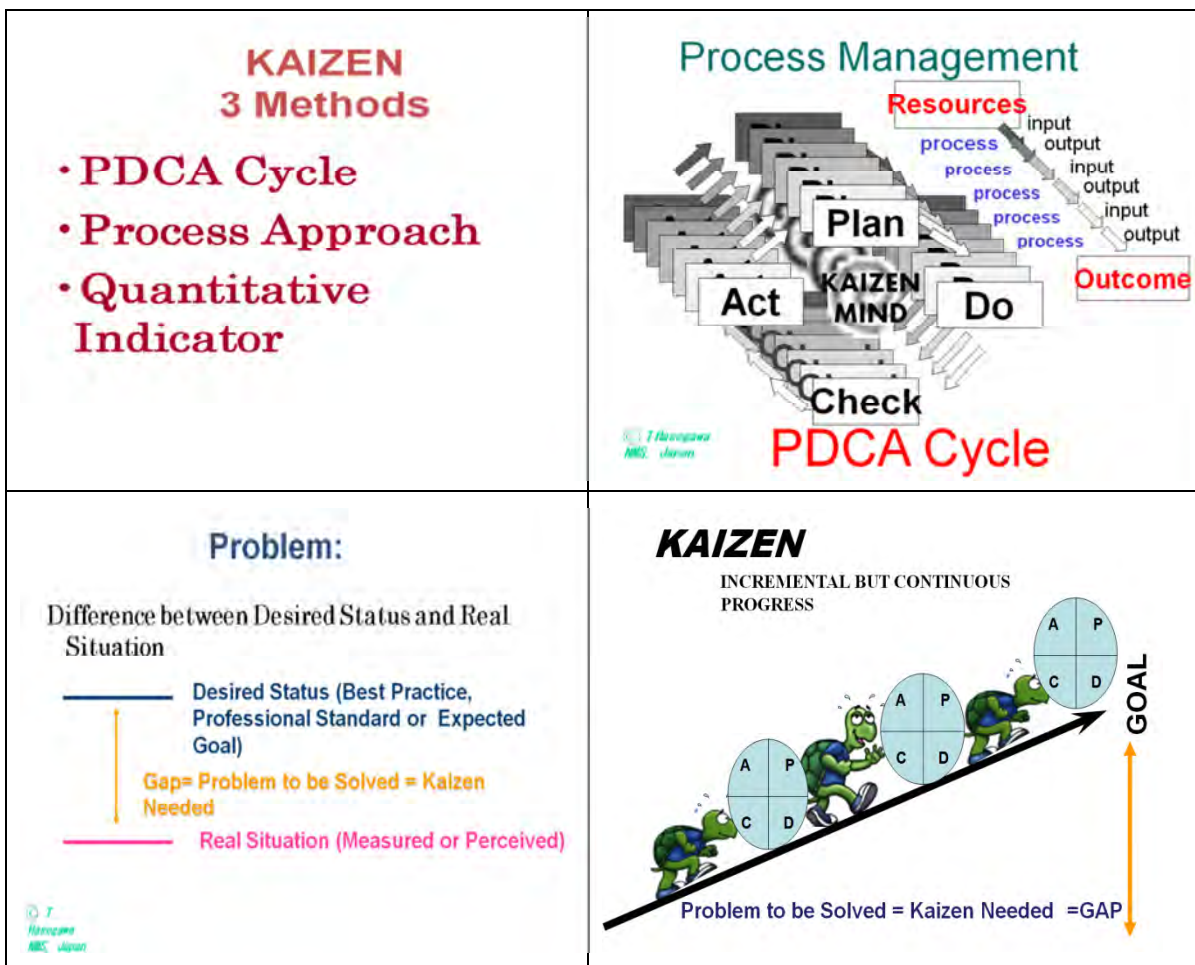 KAIZEN
3 Methods
• PDCA Cycle
• Process Approach
• Quantitative
Indicator
Process Management
Resources
input
process
output
process
input
process
output
process
input
process
output
Outcome
Plan
Act
KAIZEN
MIND
Do
Check
PDCA Cycle
Japan
Problem:
Difference between Desired Status and Real
Situation
Desired Status (Best Practice,
Professional Standard or Expected
Goal)
Gap= Problem to be Solved = Kaizen
Needed
Real Situation (Measured or Perceived)
© T
Japan
KAIZEN
INCREMENTAL BUT CONTINUOUS
PROGRESS
A P
C D
A P
C D
A P
C D
GOAL
Problem to be Solved = Kaizen Needed =GAP